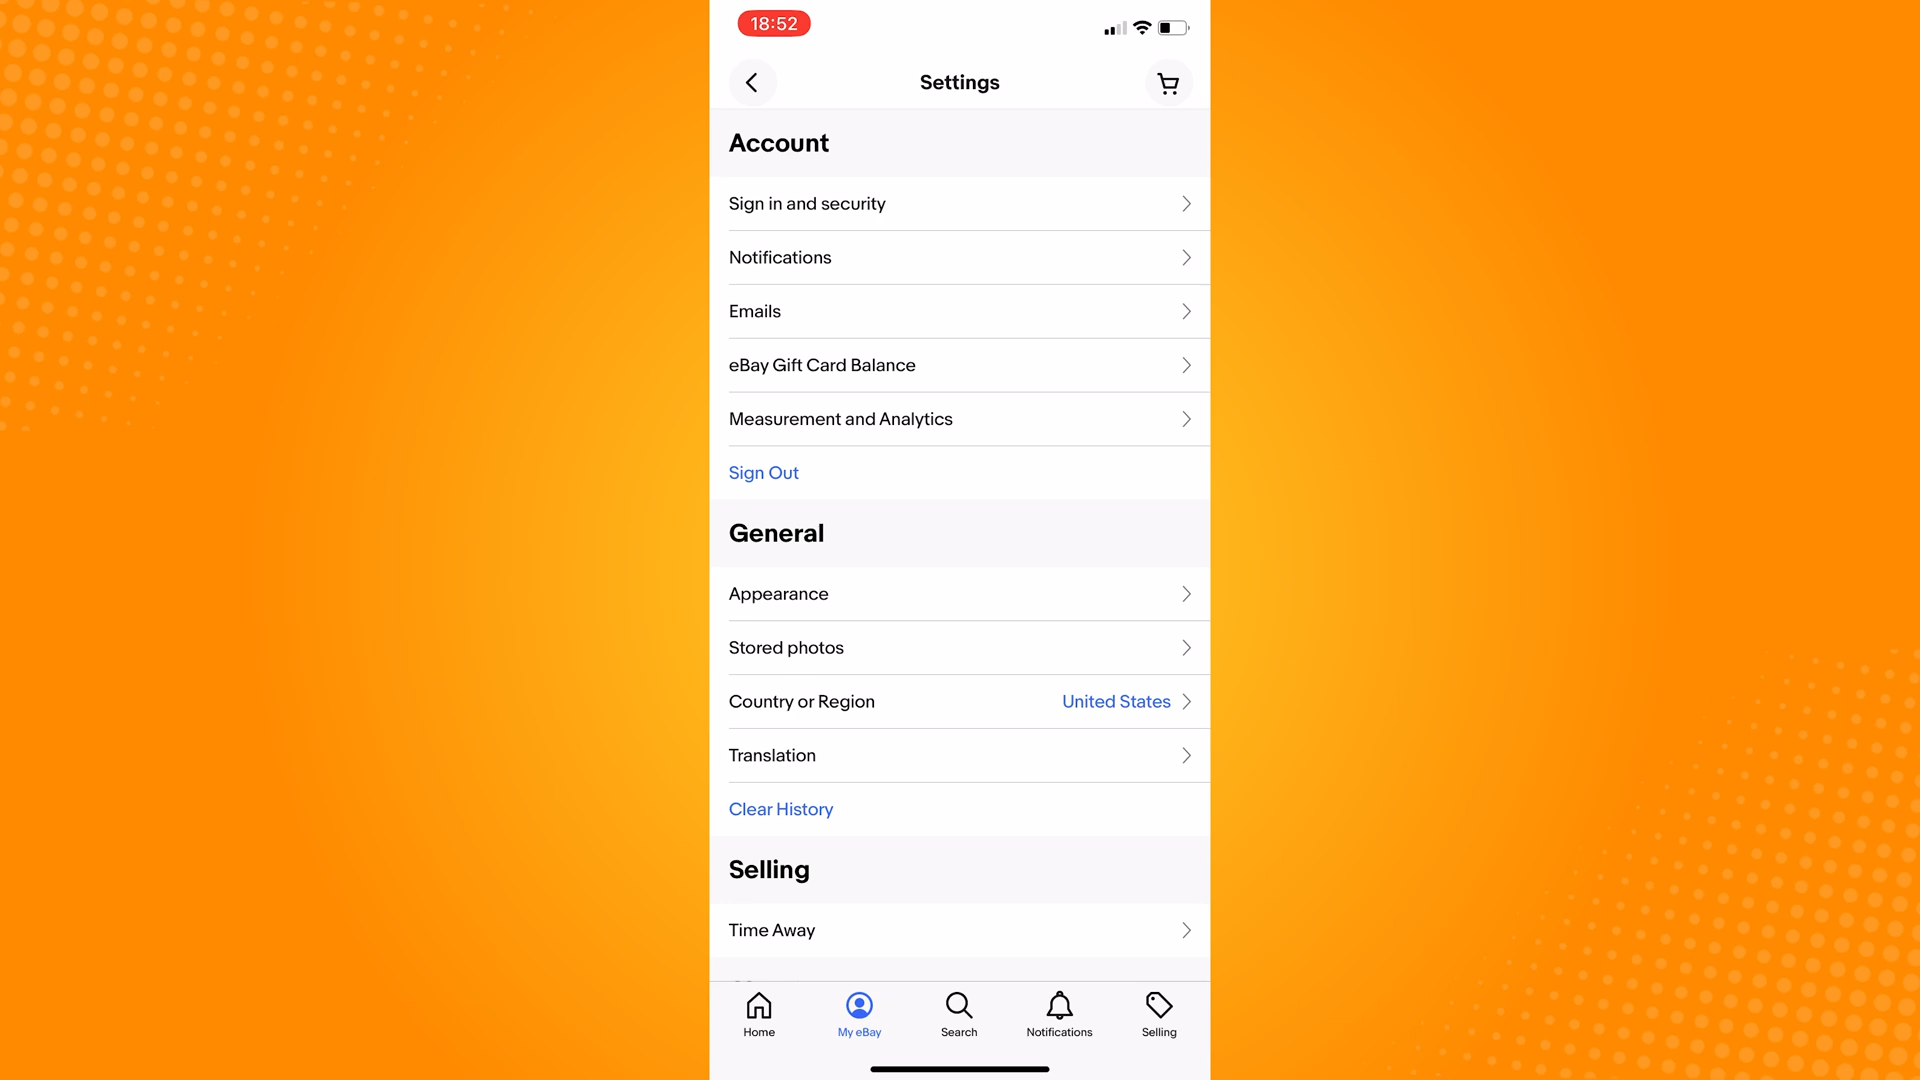 18:52
Settings
Account
Sign in and security
Notifications
Emails
eBay Gift Card Balance
Measurement and Analytics
Sign Out
General
Appearance
Stored photos
Country or Region United States
Translation
Clear History
Selling
Time Away
Home My eBay Search Notifications Selling